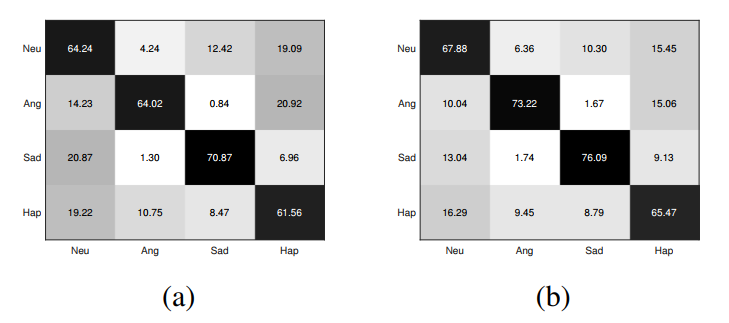 Neu 64.24 4.24 12.42 19.09
Ang 14.23 64.02 0.84 20.92
Sad 20.87 1.30 70.87 6.96
Hap 19.22 10.75 8.47 61.56
Neu Ang Sad Hap
(a)
Neu 67.88 6.36 10.30 15.45
Ang 10.04 73.22 1.67 15.06
Sad 13.04 1.74 76.09 9.13
Hap 16.29 9.45 8.79 65.47
Neu Ang Sad Hap
(b)